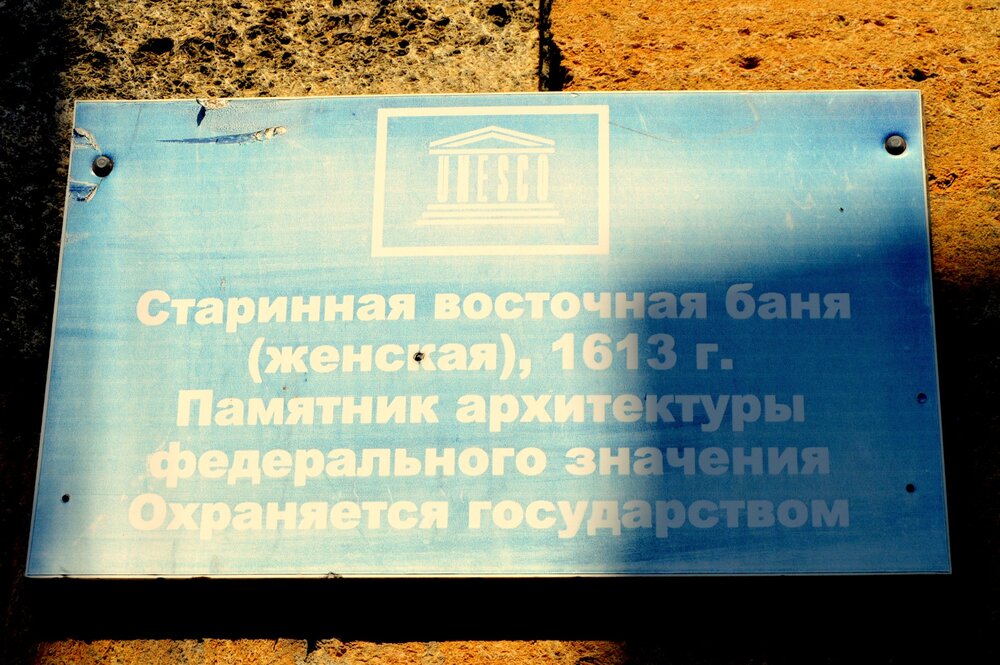 UNESCO
Старинная восточная баня
(женская), 1613 г.
Памятник архитектуры
федерального значения
Охраняется государством